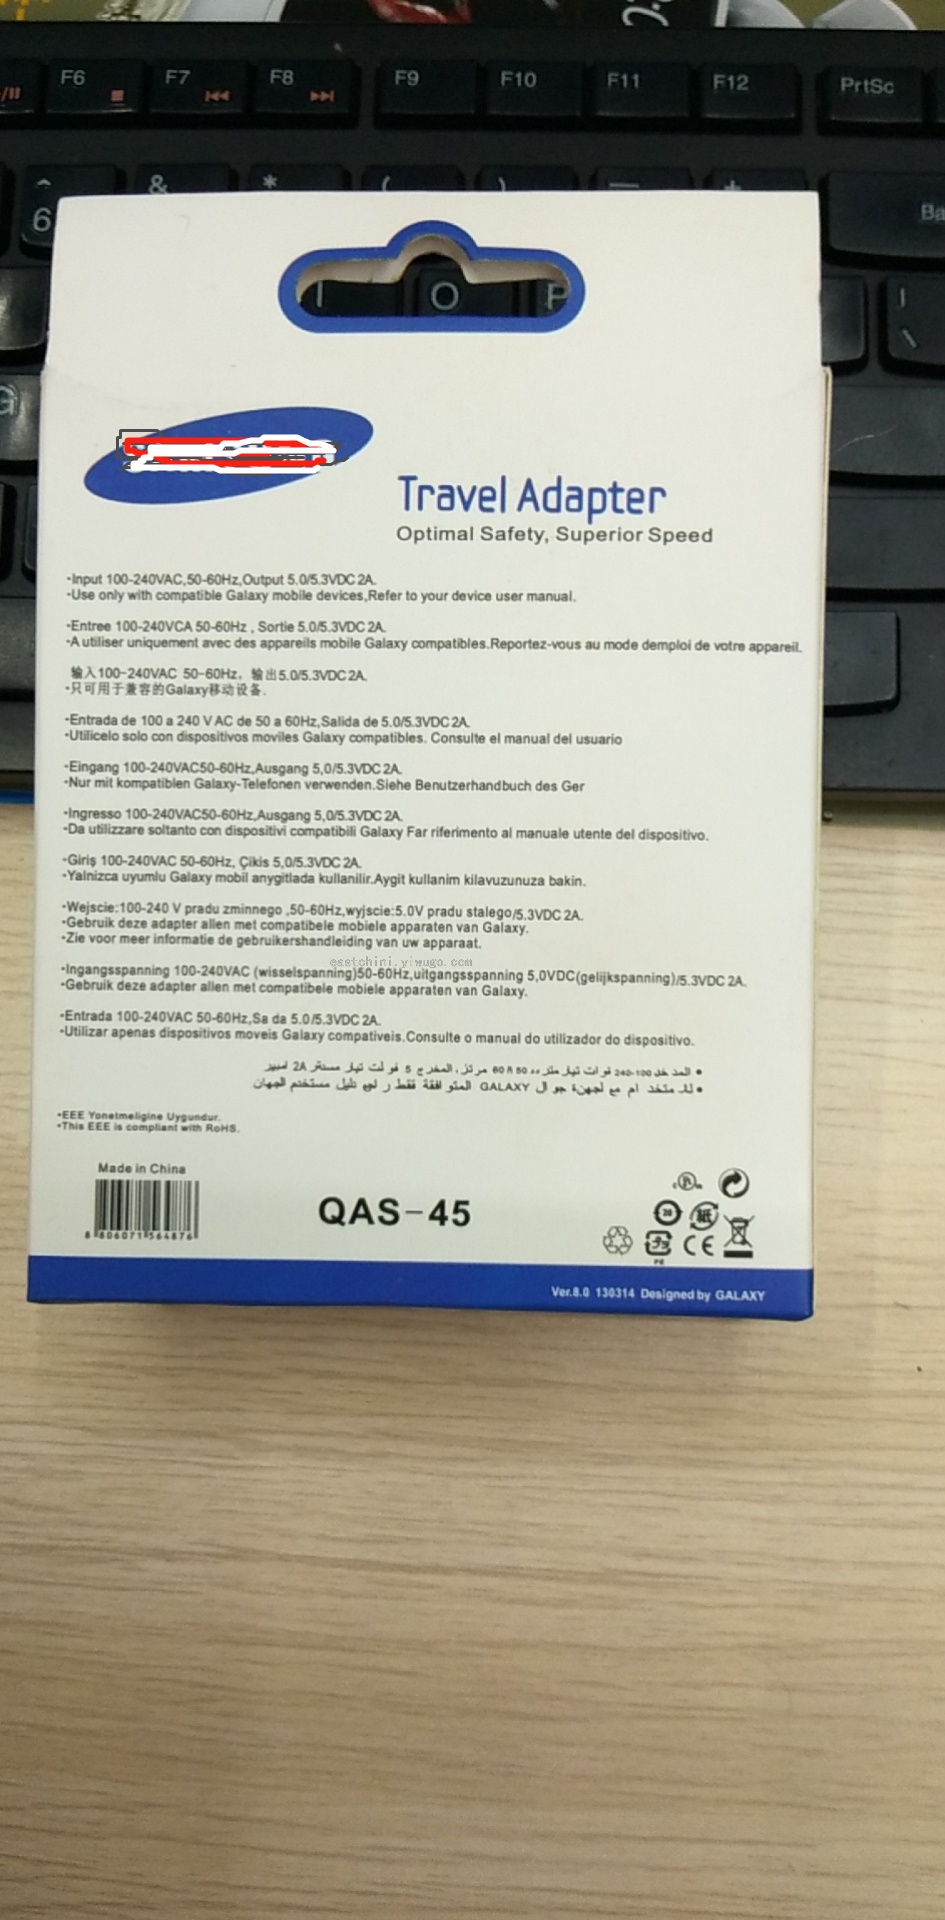 F6
F7
F8
F9
F10
F11
F12
PrtSc
&
*
6
Ba
I
O
P
G
Travel Adapter
Optimal Safety, Superior Speed
•Input 100-240VAC,50-60Hz,Output 5.0/5.3VDC 2A.
•Use only with compatible Galaxy mobile devices,Refer to your device user manual.
•Entree 100-240VCA 50-60Hz , Sortie 5.0/5.3VDC 2A.
•A utiliser uniquement avec des appareils mobile Galaxy compatibles.Reportez-vous au mode demploi de votre appareil.
输入100-240VAC 50-60Hz，输出5.0/5.3VDC 2A.
•只可用于兼容的Galaxy移动设备.
•Entrada de 100 a 240 V AC de 50 a 60Hz,Salida de 5.0/5.3VDC 2A.
•Utilicelo solo con dispositivos moviles Galaxy compatibles. Consulte el manual del usuario
•Eingang 100-240VAC50-60Hz,Ausgang 5,0/5.3VDC 2A.
•Nur mit kompatiblen Galaxy-Telefonen verwenden.Siehe Benutzerhandbuch des Ger
•Ingresso 100-240VAC50-60Hz,Ausgang 5,0/5.3VDC 2A.
•Da utilizzare soltanto con dispositivi compatibili Galaxy Far riferimento al manuale utente del dispositivo.
•Giriş 100-240VAC 50-60Hz, Çikis 5,0/5.3VDC 2A.
•Yalnizca uyumlu Galaxy mobil anygitlada kullanilir.Aygit kullanim kilavuzunuza bakin.
•Wejscie:100-240 V pradu zminnego ,50-60Hz,wyjscie:5.0V pradu stalego/5.3VDC 2A.
•Gebruik deze adapter allen met compatibele mobiele apparaten van Galaxy.
•Zie voor meer informatie de gebruikershandleiding van uw apparaat.
esstchini.yiwugo.com
•Ingangsspanning 100-240VAC (wisselspanning)50-60Hz,uitgangsspanning 5,0VDC(gelijkspanning)/5.3VDC 2A.
•Gebruik deze adapter allen met compatibele mobiele apparaten van Galaxy.
•Entrada 100-240VAC 50-60Hz,Sa da 5.0/5.3VDC 2A.
•Utilizar apenas dispositivos moveis Galaxy compativeis.Consulte o manual do utilizador do dispositivo.
GALAXY
•EEE Yonetmeligine Uygundur.
•This EEE is compliant with RoHS.
Made in China
8 806071 564876
QAS-45
20
紙
プラ
PE
CE
Ver.8.0 130314 Designed by GALAXY